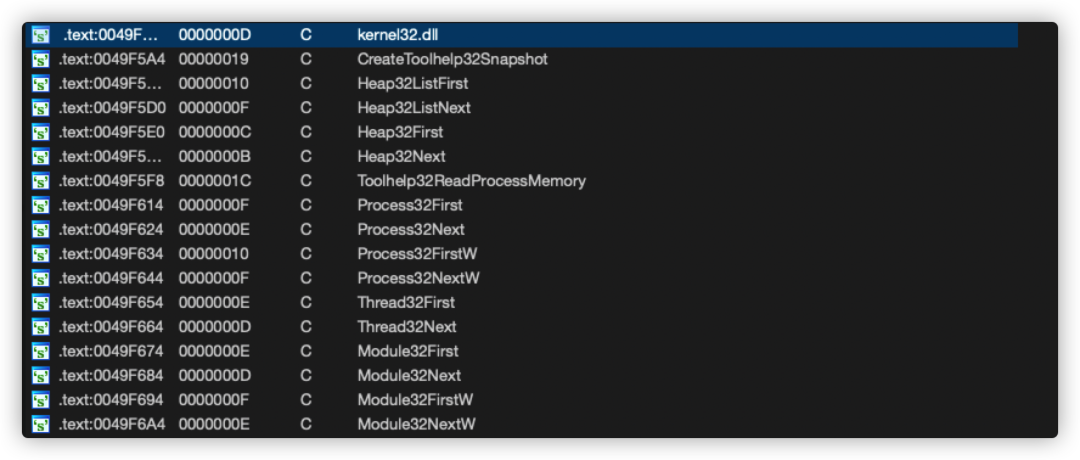 .text:0049F... 0000000D C kernel32.dll
.text:0049F5A4 00000019 C CreateToolhelp32Snapshot
.text:0049F5... 00000010 C Heap32ListFirst
.text:0049F5D0 0000000F C Heap32ListNext
.text:0049F5E0 0000000C C Heap32First
.text:0049F5... 0000000B C Heap32Next
.text:0049F5F8 0000001C C Toolhelp32ReadProcessMemory
.text:0049F614 0000000F C Process32First
.text:0049F624 0000000E C Process32Next
.text:0049F634 00000010 C Process32FirstW
.text:0049F644 0000000F C Process32NextW
.text:0049F654 0000000E C Thread32First
.text:0049F664 0000000D C Thread32Next
.text:0049F674 0000000E C Module32First
.text:0049F684 0000000D C Module32Next
.text:0049F694 0000000F C Module32FirstW
.text:0049F6A4 0000000E C Module32NextW